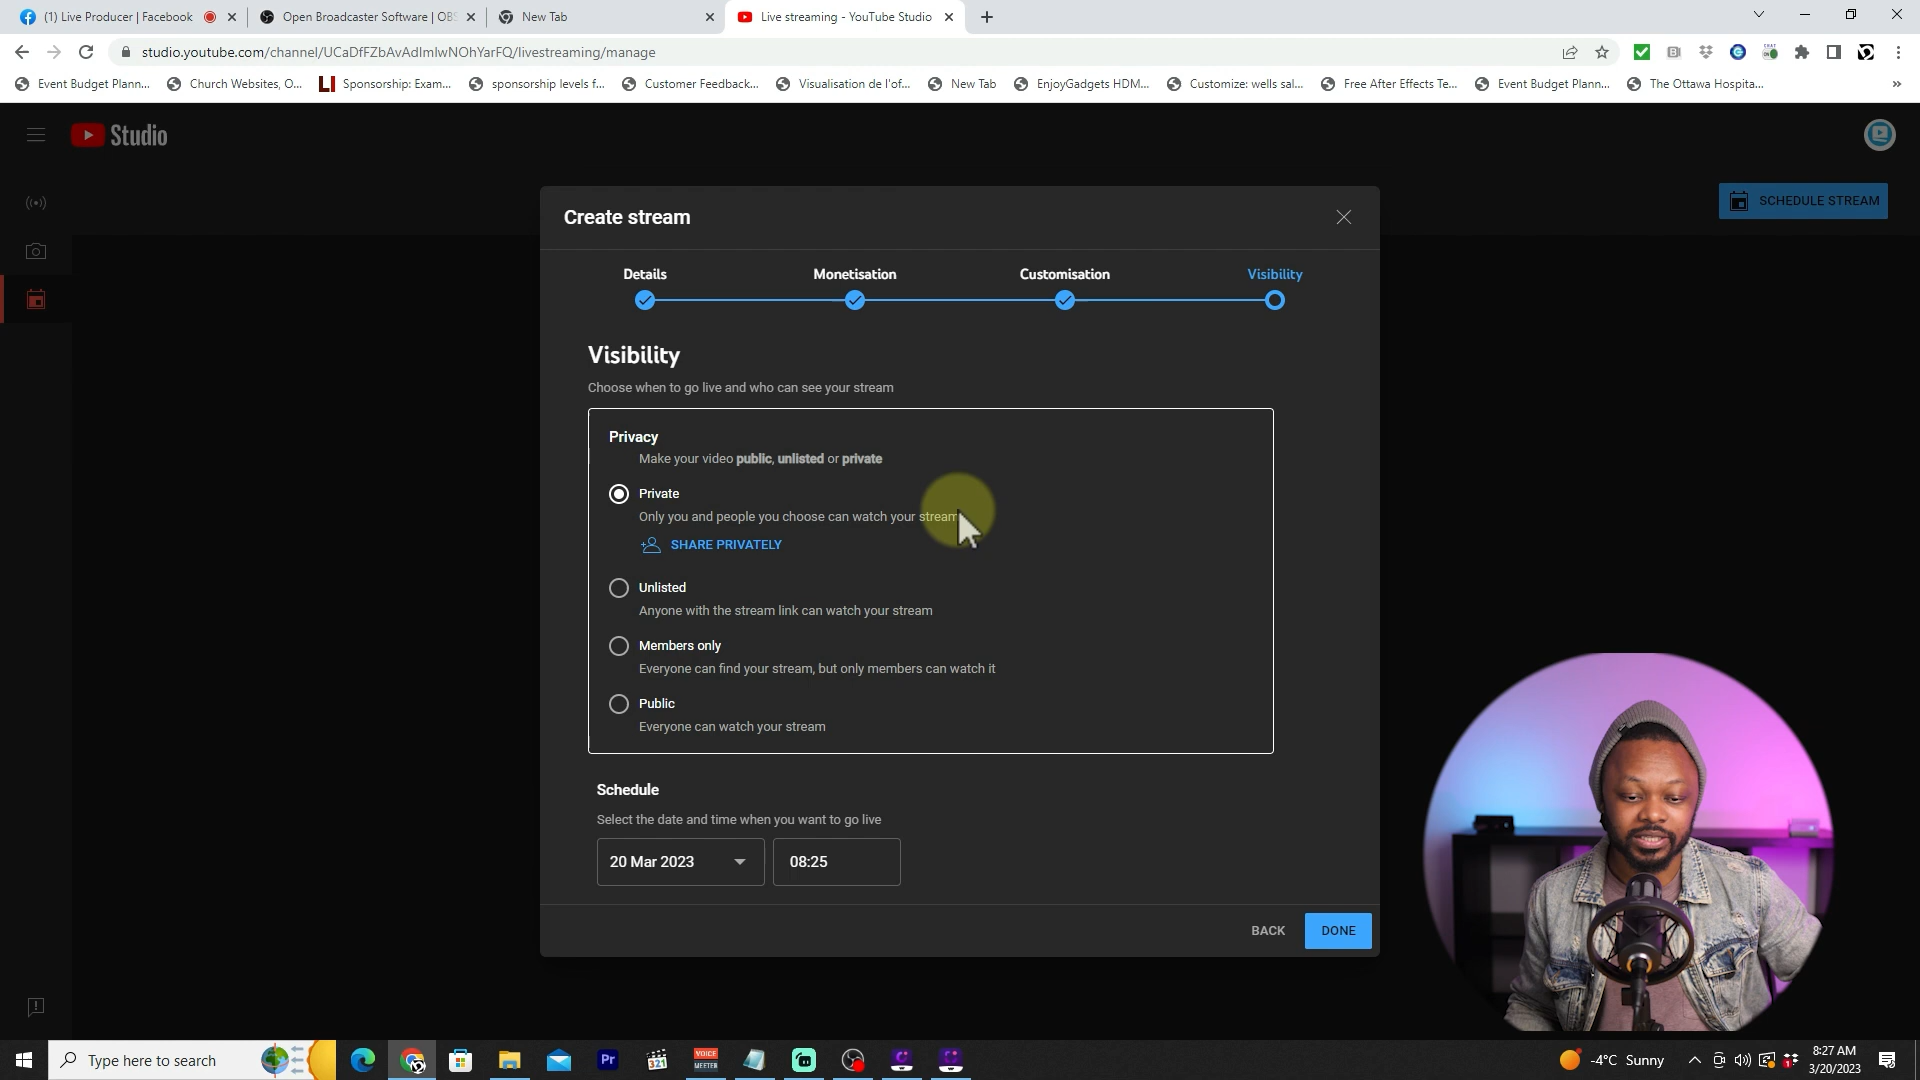 (1) Live Producer | Facebook
Open Broadcaster Software | OBS
New Tab
Live streaming - YouTube Studio
studio.youtube.com/channel/UCaDfFZbAvAdlmlwNOhYarFQ/livestreaming/manage
Event Budget Plann...
Church Websites, O...
Sponsorship: Exam...
sponsorship levels f...
Customer Feedback...
Visualisation de l'of...
New Tab
EnjoyGadgets HDM...
Customize: wells sal...
Free After Effects Te...
Event Budget Plann...
The Ottawa Hospita...
Studio
SCHEDULE STREAM
Create stream
Details
Monetisation
Customisation
Visibility
Visibility
Choose when to go live and who can see your stream
Privacy
Make your video public, unlisted or private
Private
Only you and people you choose can watch your stream
SHARE PRIVATELY
Unlisted
Anyone with the stream link can watch your stream
Members only
Everyone can find your stream, but only members can watch it
Public
Everyone can watch your stream
Schedule
Select the date and time when you want to go live
20 Mar 2023
08:25
BACK
DONE
Type here to search
Pr
321
VOICE
MEETER
-4°C Sunny
8:27 AM
3/20/2023